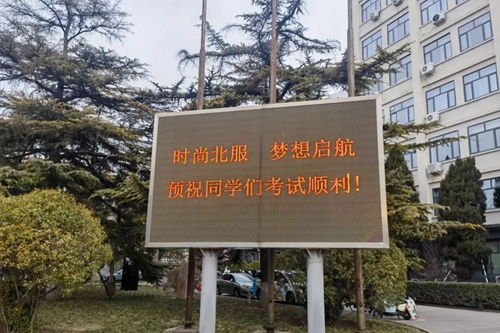 时尚北服 梦想启航
预祝同学们考试顺利!